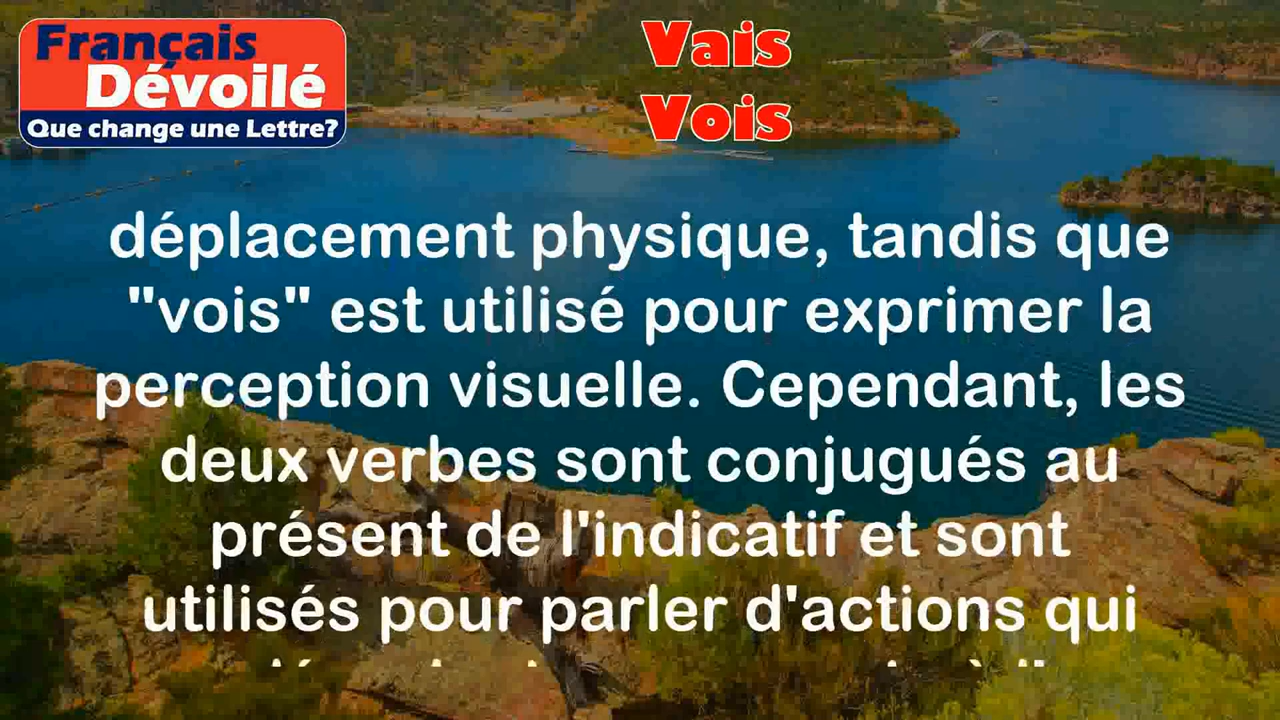 Français
Dévoilé
Que change une Lettre?
Vais
Vois
déplacement physique, tandis que
"vois" est utilisé pour exprimer la
perception visuelle. Cependant, les
deux verbes sont conjugués au
présent de l'indicatif et sont
utilisés pour parler d'actions qui